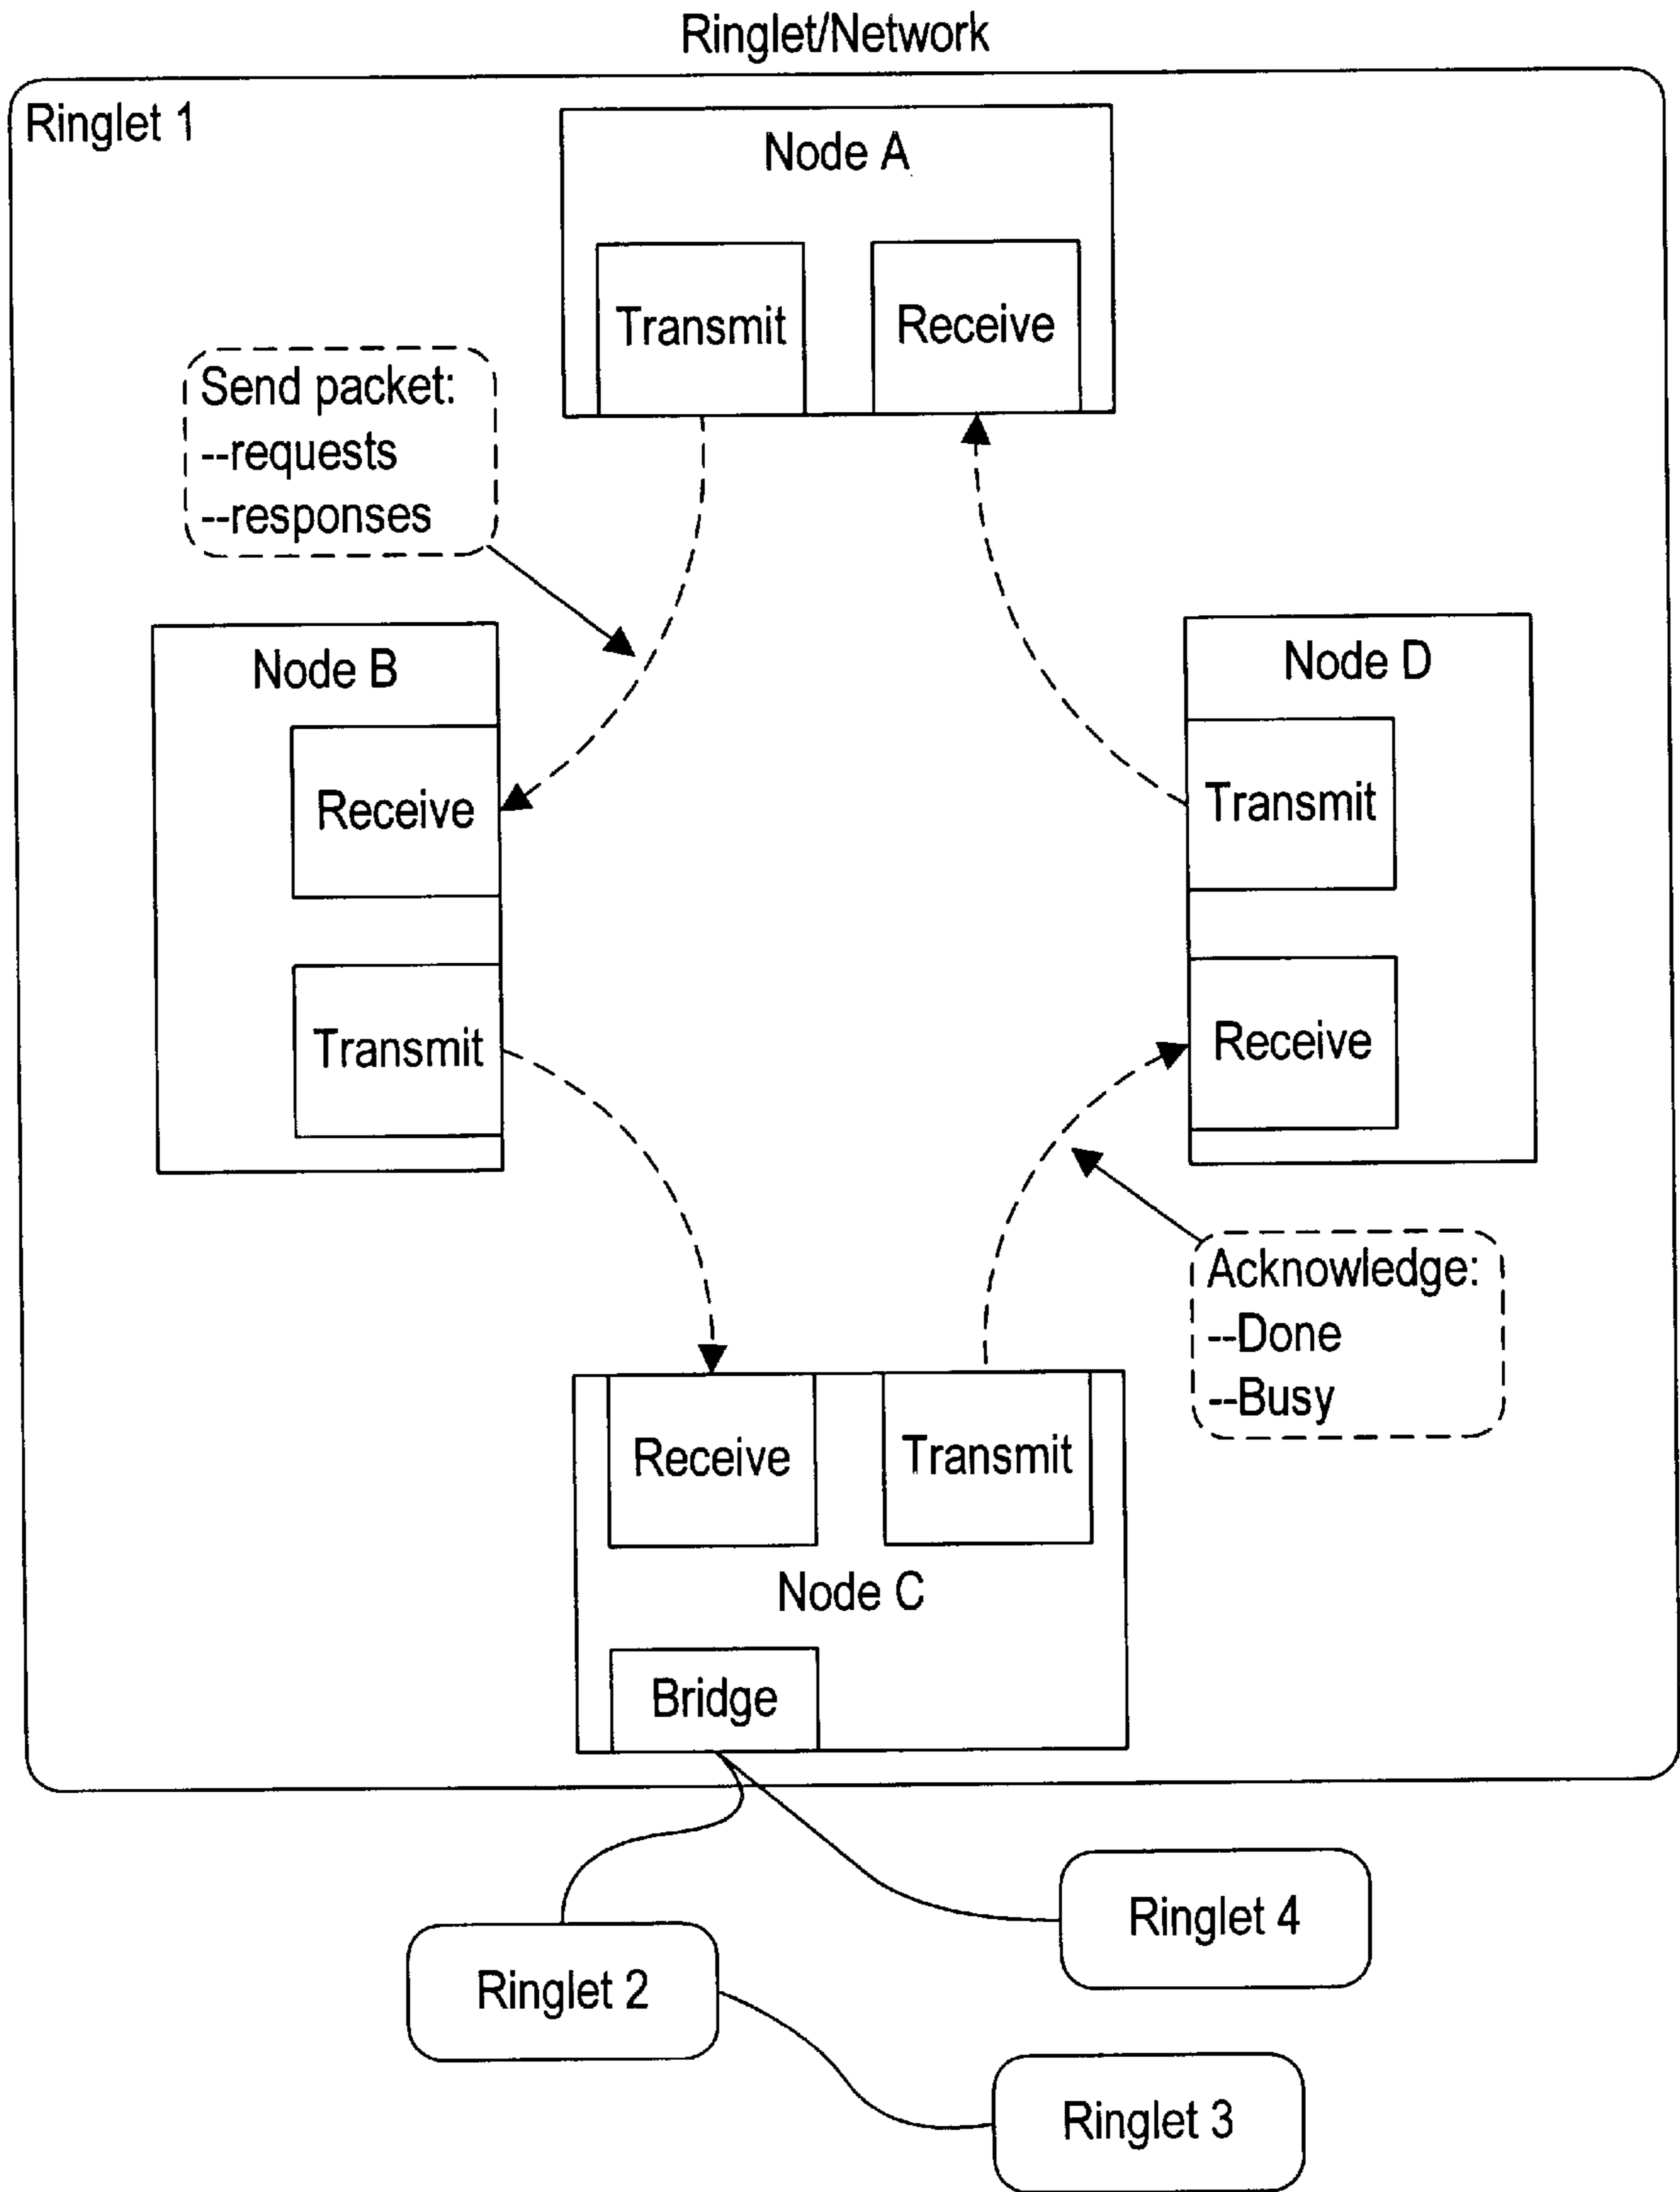 Ringlet/Network
Ringlet 1
Node A
Transmit
Receive
Send packet:
--requests
--responses
Node B
Receive
Transmit
Node D
Transmit
Receive
Acknowledge:
--Done
--Busy
Receive
Transmit
Node C
Bridge
Ringlet 4
Ringlet 2
Ringlet 3